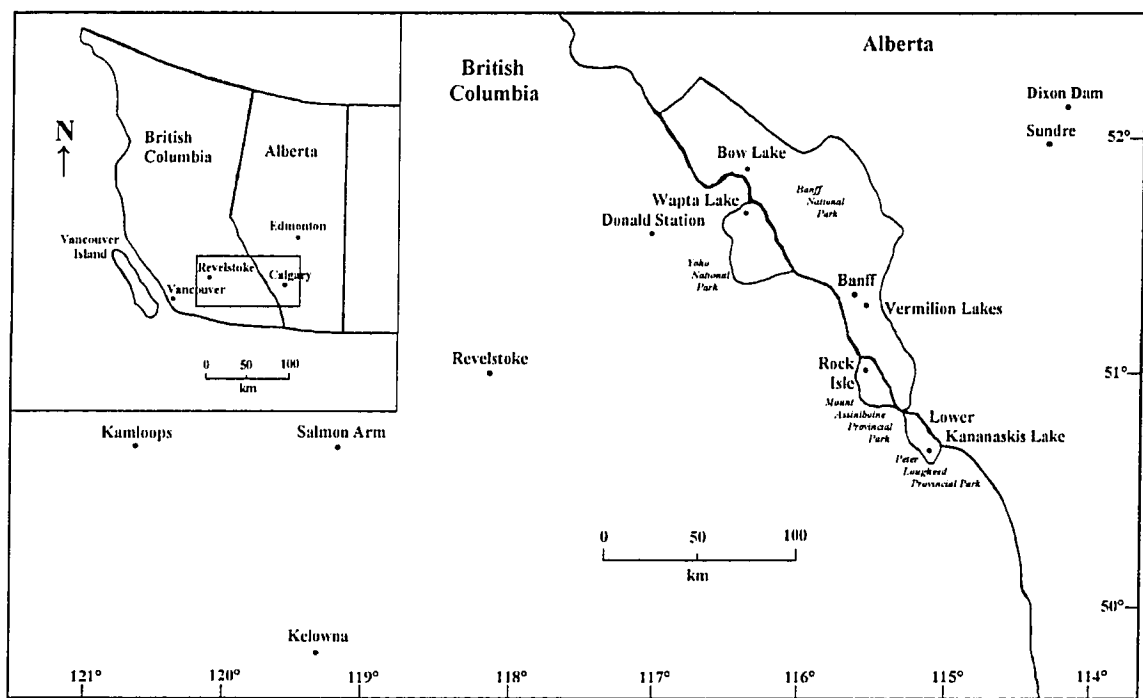 N
British
Columbia
Alberta
Edmonton
Vancouver
Island
Revelstoke
Calgary
Vancouver
0 50 100
km
British
Columbia
Alberta
Dixon Dam
Sundre
52°
Bow Lake
Banff
National
Park
Wapta Lake
Donald Station
Yoho
National
Park
Banff
Vermilion Lakes
Revelstoke
Rock
Isle
51°
Mount
Assiniboine
Provincial
Park
Lower
Kananaskis Lake
Peter
Lougheed
Provincial Park
Kamloops
Salmon Arm
0 50 100
km
50°
Kelowna
121° 120° 119° 118° 117° 116° 115° 114°